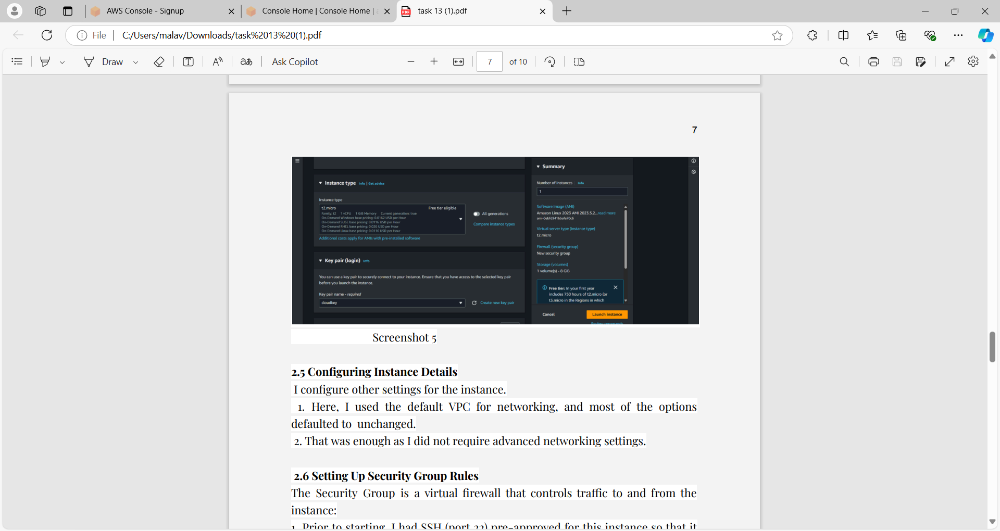 AWS Console - Signup
Console Home | Console Home | a
task 13 (1).pdf
File
C:/Users/malav/Downloads/task%2013%20(1).pdf
Draw
Ask Copilot
7 of 10
7
Summary
Instance type Info | Get advice
Number of instances Info
1
Instance type
t2.micro Free tier eligible
Family: t2 1 vCPU 1 GiB Memory Current generation: true
On-Demand Windows base pricing: 0.0162 USD per Hour
On-Demand SUSE base pricing: 0.0116 USD per Hour
On-Demand RHEL base pricing: 0.026 USD per Hour
On-Demand Linux base pricing: 0.0116 USD per Hour
All generations
Compare instance types
Additional costs apply for AMIs with pre-installed software
Software Image (AMI)
Amazon Linux 2023 AMI 2023.5.2...read more
ami-0ebfd941bbafe70c6
Virtual server type (instance type)
t2.micro
Firewall (security group)
New security group
Storage (volumes)
1 volume(s) - 8 GiB
Key pair (login) Info
You can use a key pair to securely connect to your instance. Ensure that you have access to the selected key pair
before you launch the instance.
Key pair name - required
cloudkey
Create new key pair
Free tier: In your first year
includes 750 hours of t2.micro (or
t3.micro in the Regions in which
Cancel
Launch instance
Review commands
Screenshot 5
2.5 Configuring Instance Details
I configure other settings for the instance.
1. Here, I used the default VPC for networking, and most of the options
defaulted to unchanged.
2. That was enough as I did not require advanced networking settings.
2.6 Setting Up Security Group Rules
The Security Group is a virtual firewall that controls traffic to and from the
instance:
1. Prior to starting, I had SSH (port 22) pre-approved for this instance so that it